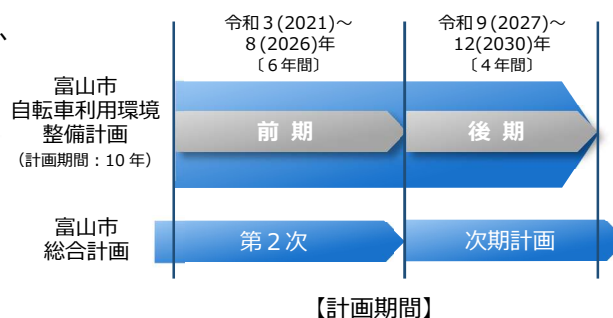 、
令和３(2021)～
8(2026)年
〔６年間〕
令和９(2027)～
12(2030)年
〔４年間〕
富山市
自転車利用環境
整備計画
（計画期間：10 年）
前 期
後 期
富山市
総合計画
第２次
次期計画
【計画期間】